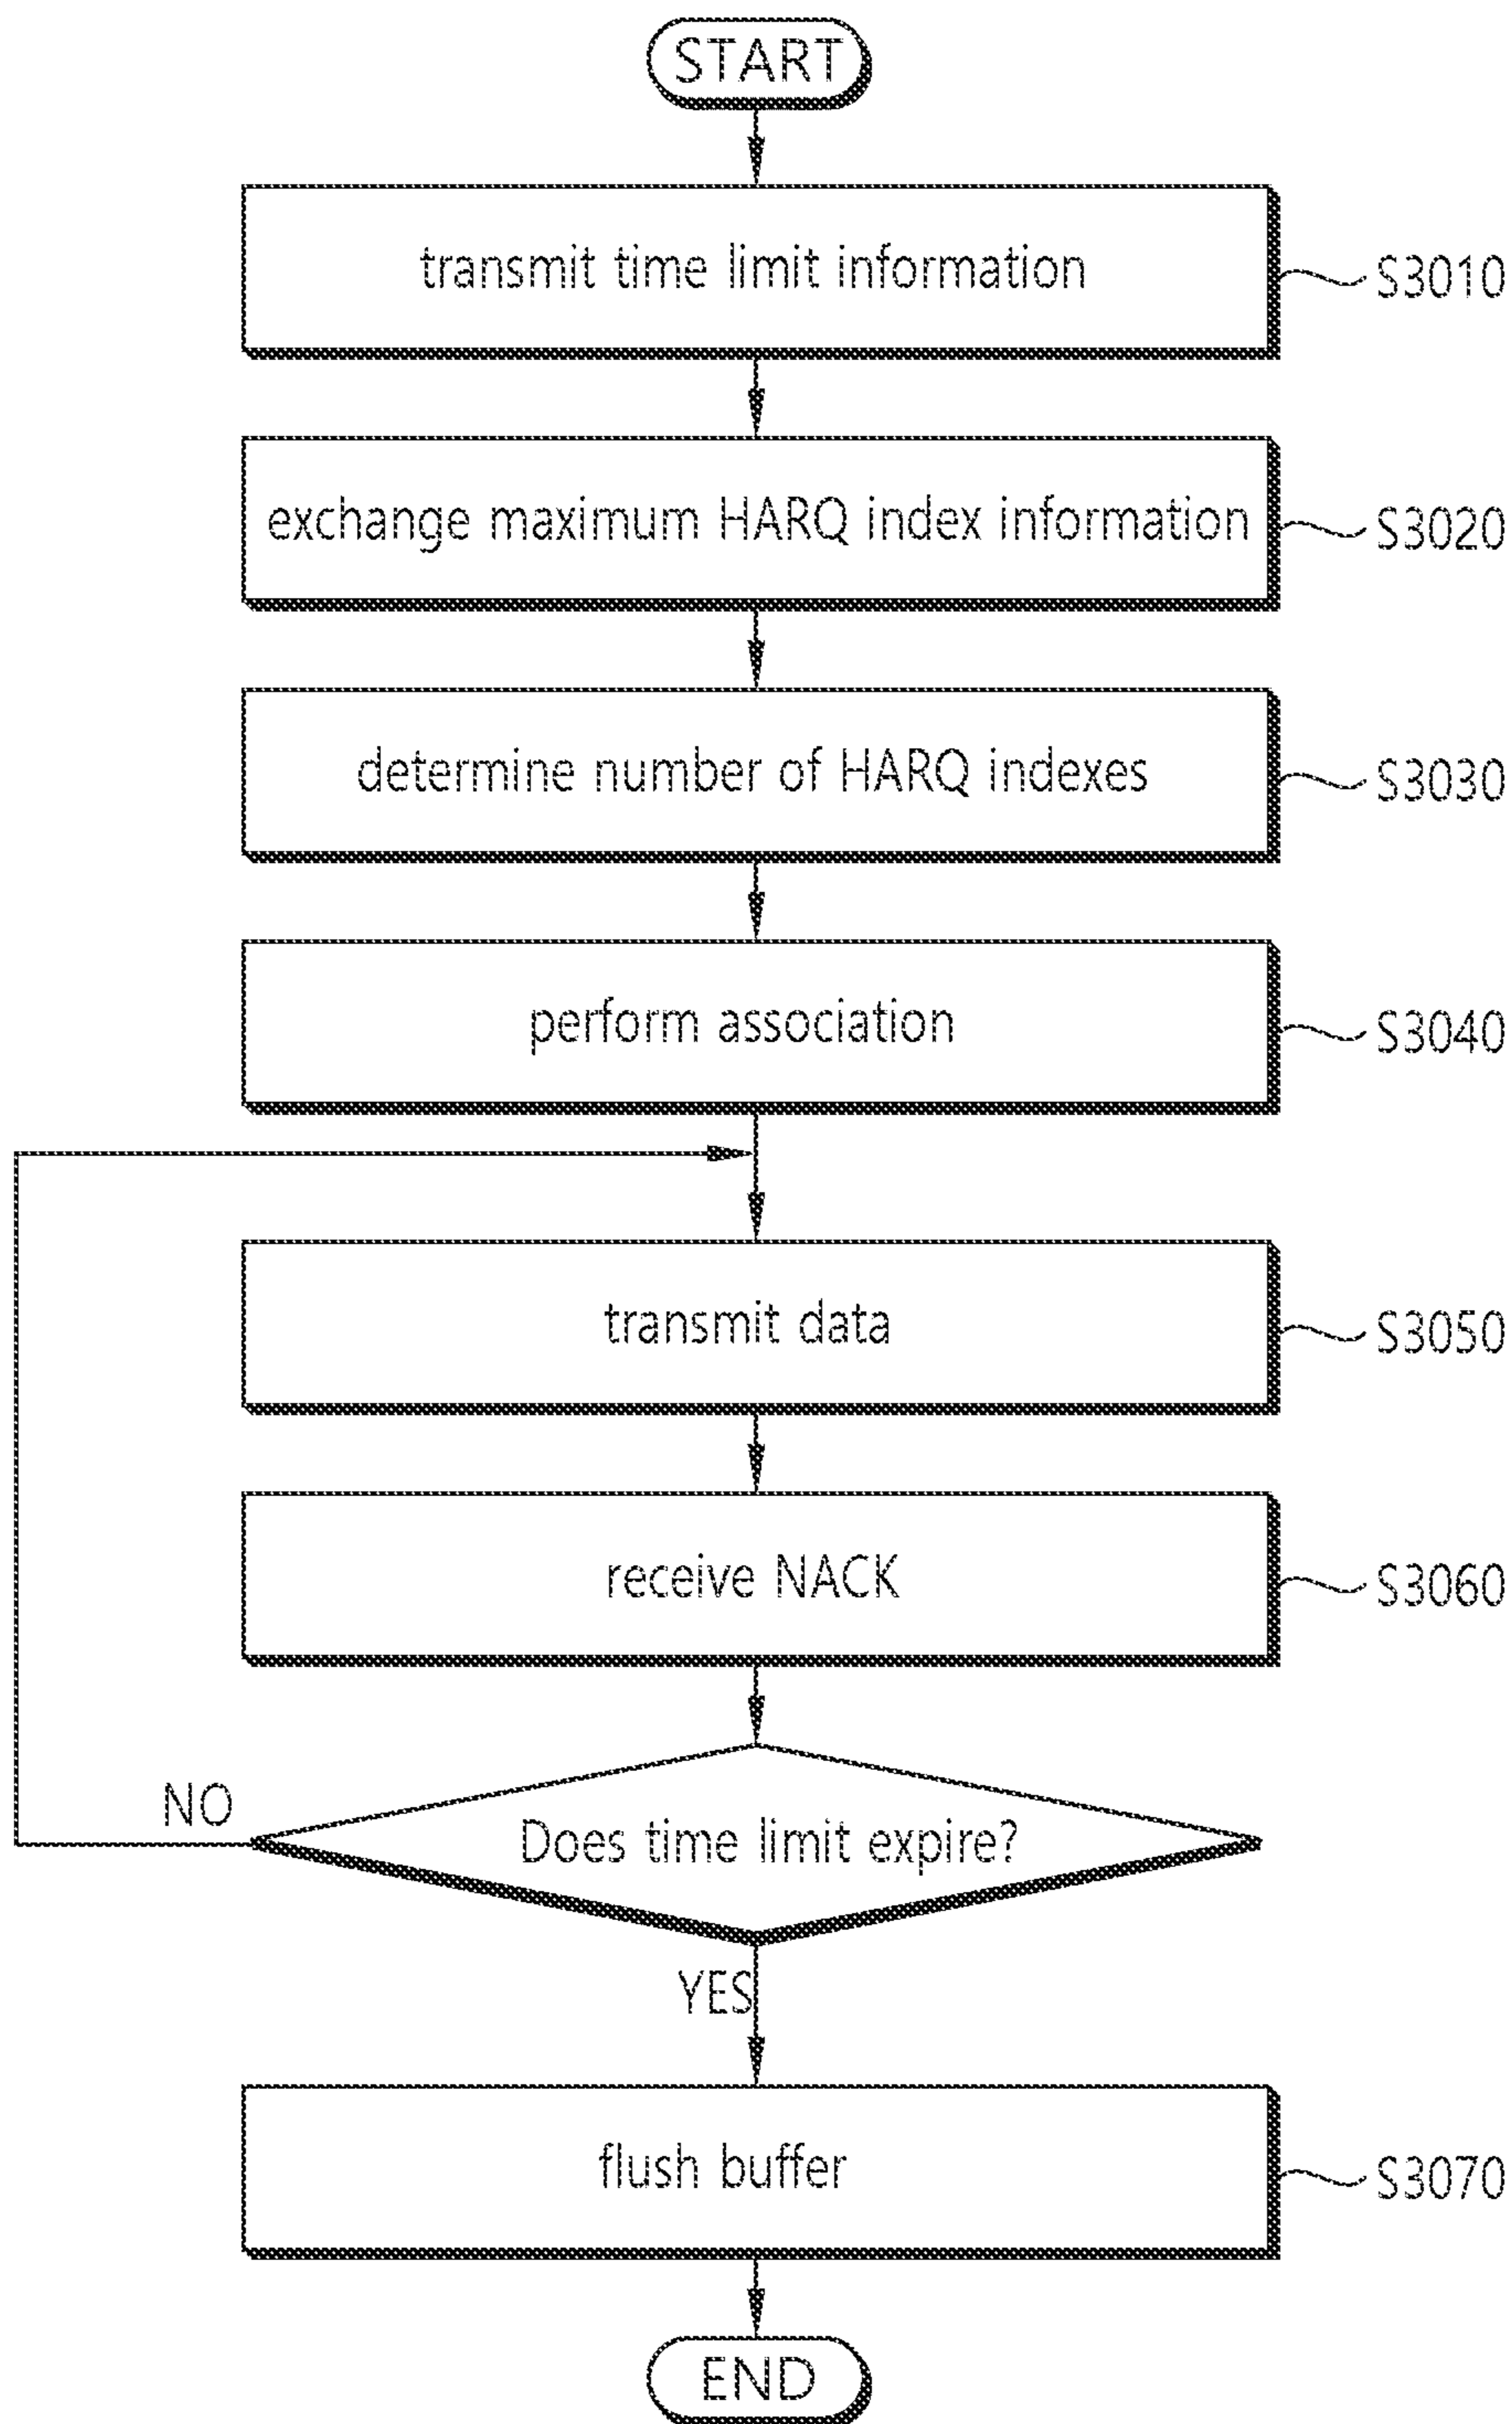 START
transmit time limit information
S3010
exchange maximum HARQ index information
S3020
determine number of HARQ indexes
S3030
perform association
S3040
transmit data
S3050
receive NACK
S3060
Does time limit expire?
NO
YES
flush buffer
S3070
END